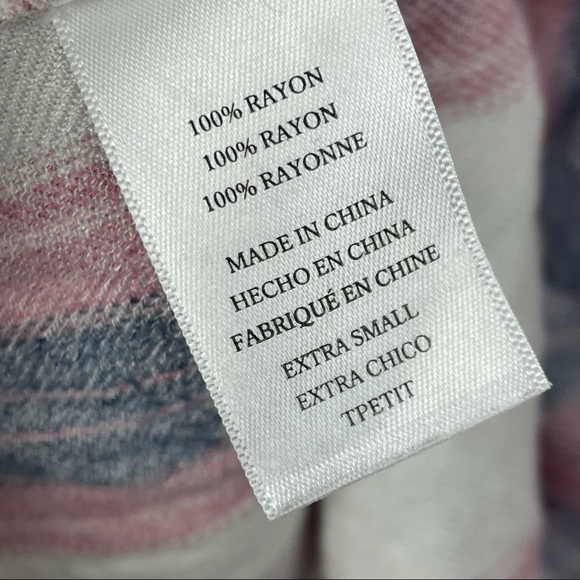 100% RAYON
100% RAYON
100% RAYONNE
MADE IN CHINA
HECHO EN CHINA
FABRIQUÉ EN CHINE
EXTRA SMALL
EXTRA CHICO
TPETIT